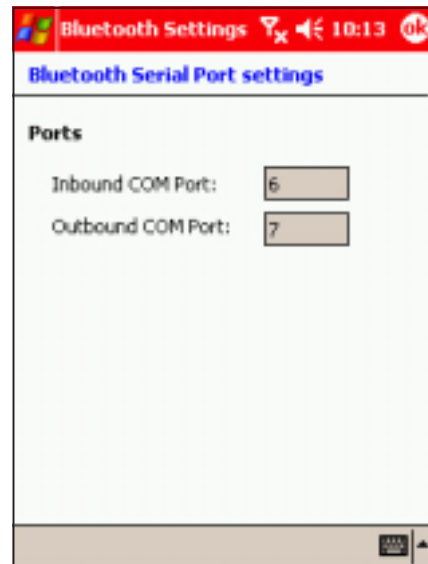 Bluetooth Settings 10:13 ok
Bluetooth Serial Port settings
Ports
Inbound COM Port: 6
Outbound COM Port: 7